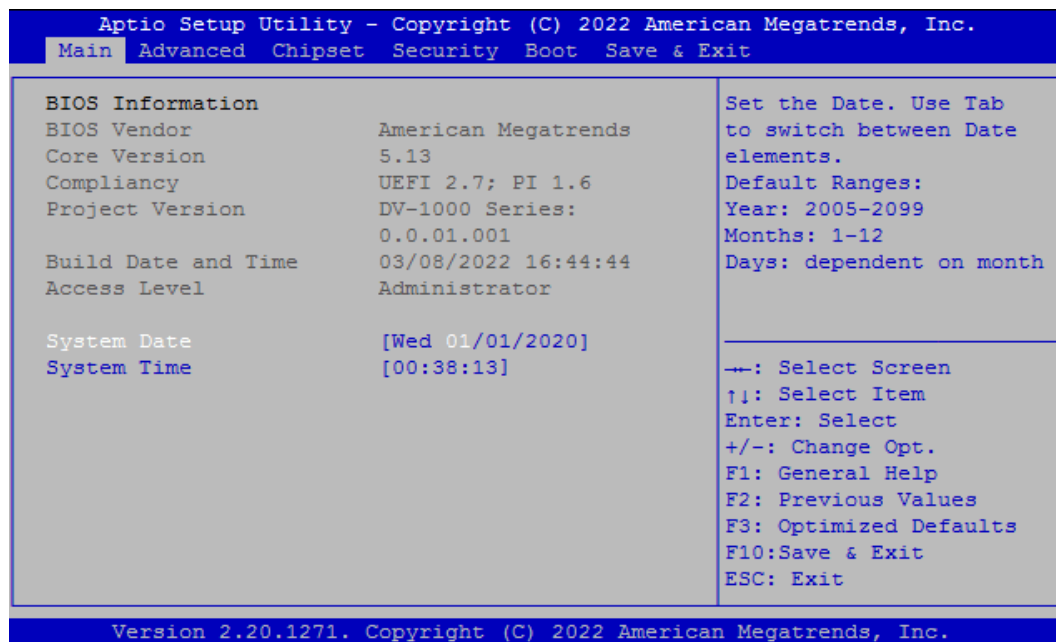 Aptio Setup Utility – Copyright (C) 2022 American Megatrends, Inc.
Main Advanced Chipset Security Boot Save & Exit
BIOS Information
BIOS Vendor American Megatrends
Core Version 5.13
Compliancy UEFI 2.7; PI 1.6
Project Version DV-1000 Series:
0.0.01.001
Build Date and Time 03/08/2022 16:44:44
Access Level Administrator
System Date [Wed 01/01/2020]
System Time [00:38:13]
Set the Date. Use Tab
to switch between Date
elements.
Default Ranges:
Year: 2005-2099
Months: 1-12
Days: dependent on month
→←: Select Screen
↑↓: Select Item
Enter: Select
+/-: Change Opt.
F1: General Help
F2: Previous Values
F3: Optimized Defaults
F10:Save & Exit
ESC: Exit
Version 2.20.1271. Copyright (C) 2022 American Megatrends, Inc.